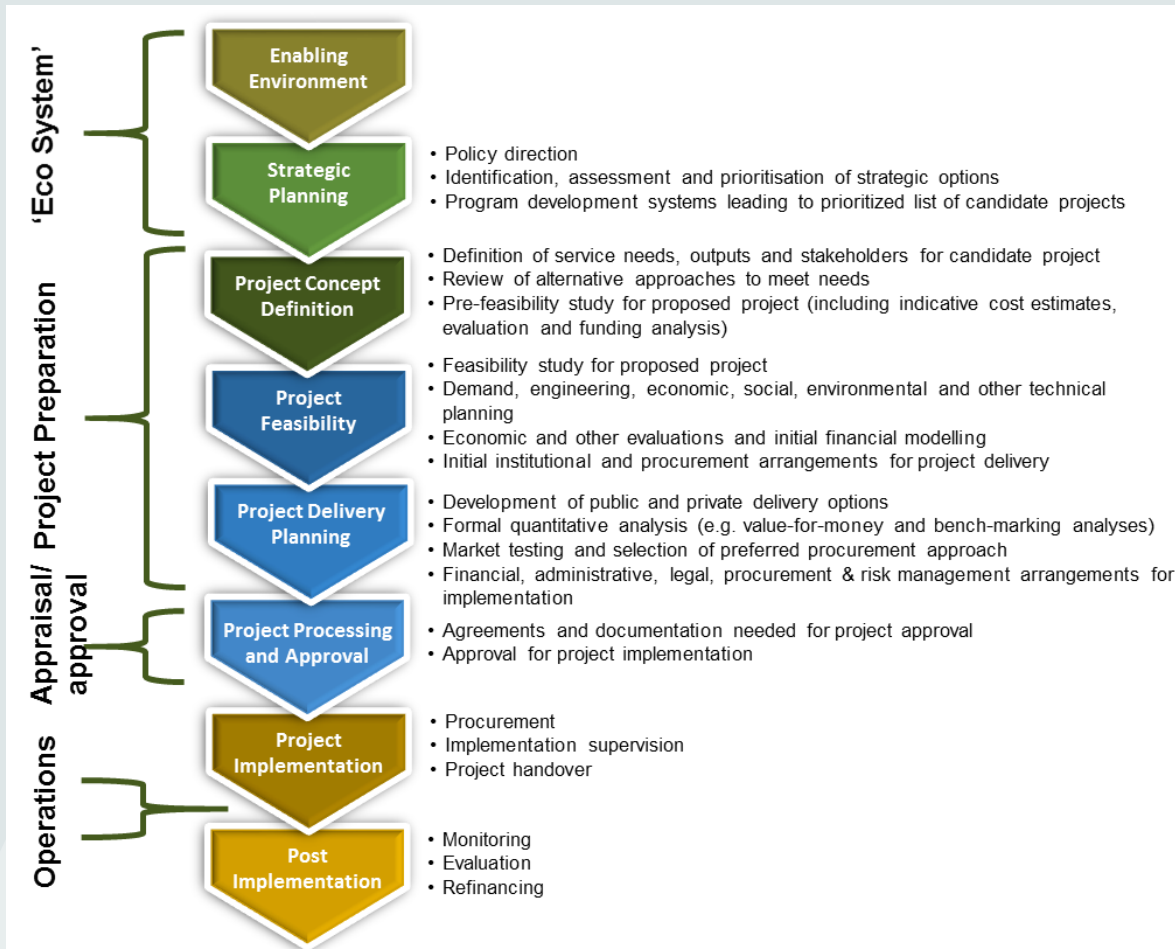 'Eco System'
Enabling
Environment
Strategic
Planning
• Policy direction
• Identification, assessment and prioritisation of strategic options
• Program development systems leading to prioritized list of candidate projects
Project Preparation
Project Concept
Definition
• Definition of service needs, outputs and stakeholders for candidate project
• Review of alternative approaches to meet needs
• Pre-feasibility study for proposed project (including indicative cost estimates,
evaluation and funding analysis)
Project
Feasibility
• Feasibility study for proposed project
• Demand, engineering, economic, social, environmental and other technical
planning
• Economic and other evaluations and initial financial modelling
• Initial institutional and procurement arrangements for project delivery
Project Delivery
Planning
• Development of public and private delivery options
• Formal quantitative analysis (e.g. value-for-money and bench-marking analyses)
• Market testing and selection of preferred procurement approach
• Financial, administrative, legal, procurement & risk management arrangements for
implementation
Appraisal/
approval
Project Processing
and Approval
• Agreements and documentation needed for project approval
• Approval for project implementation
Operations
Project
Implementation
• Procurement
• Implementation supervision
• Project handover
Post
Implementation
• Monitoring
• Evaluation
• Refinancing